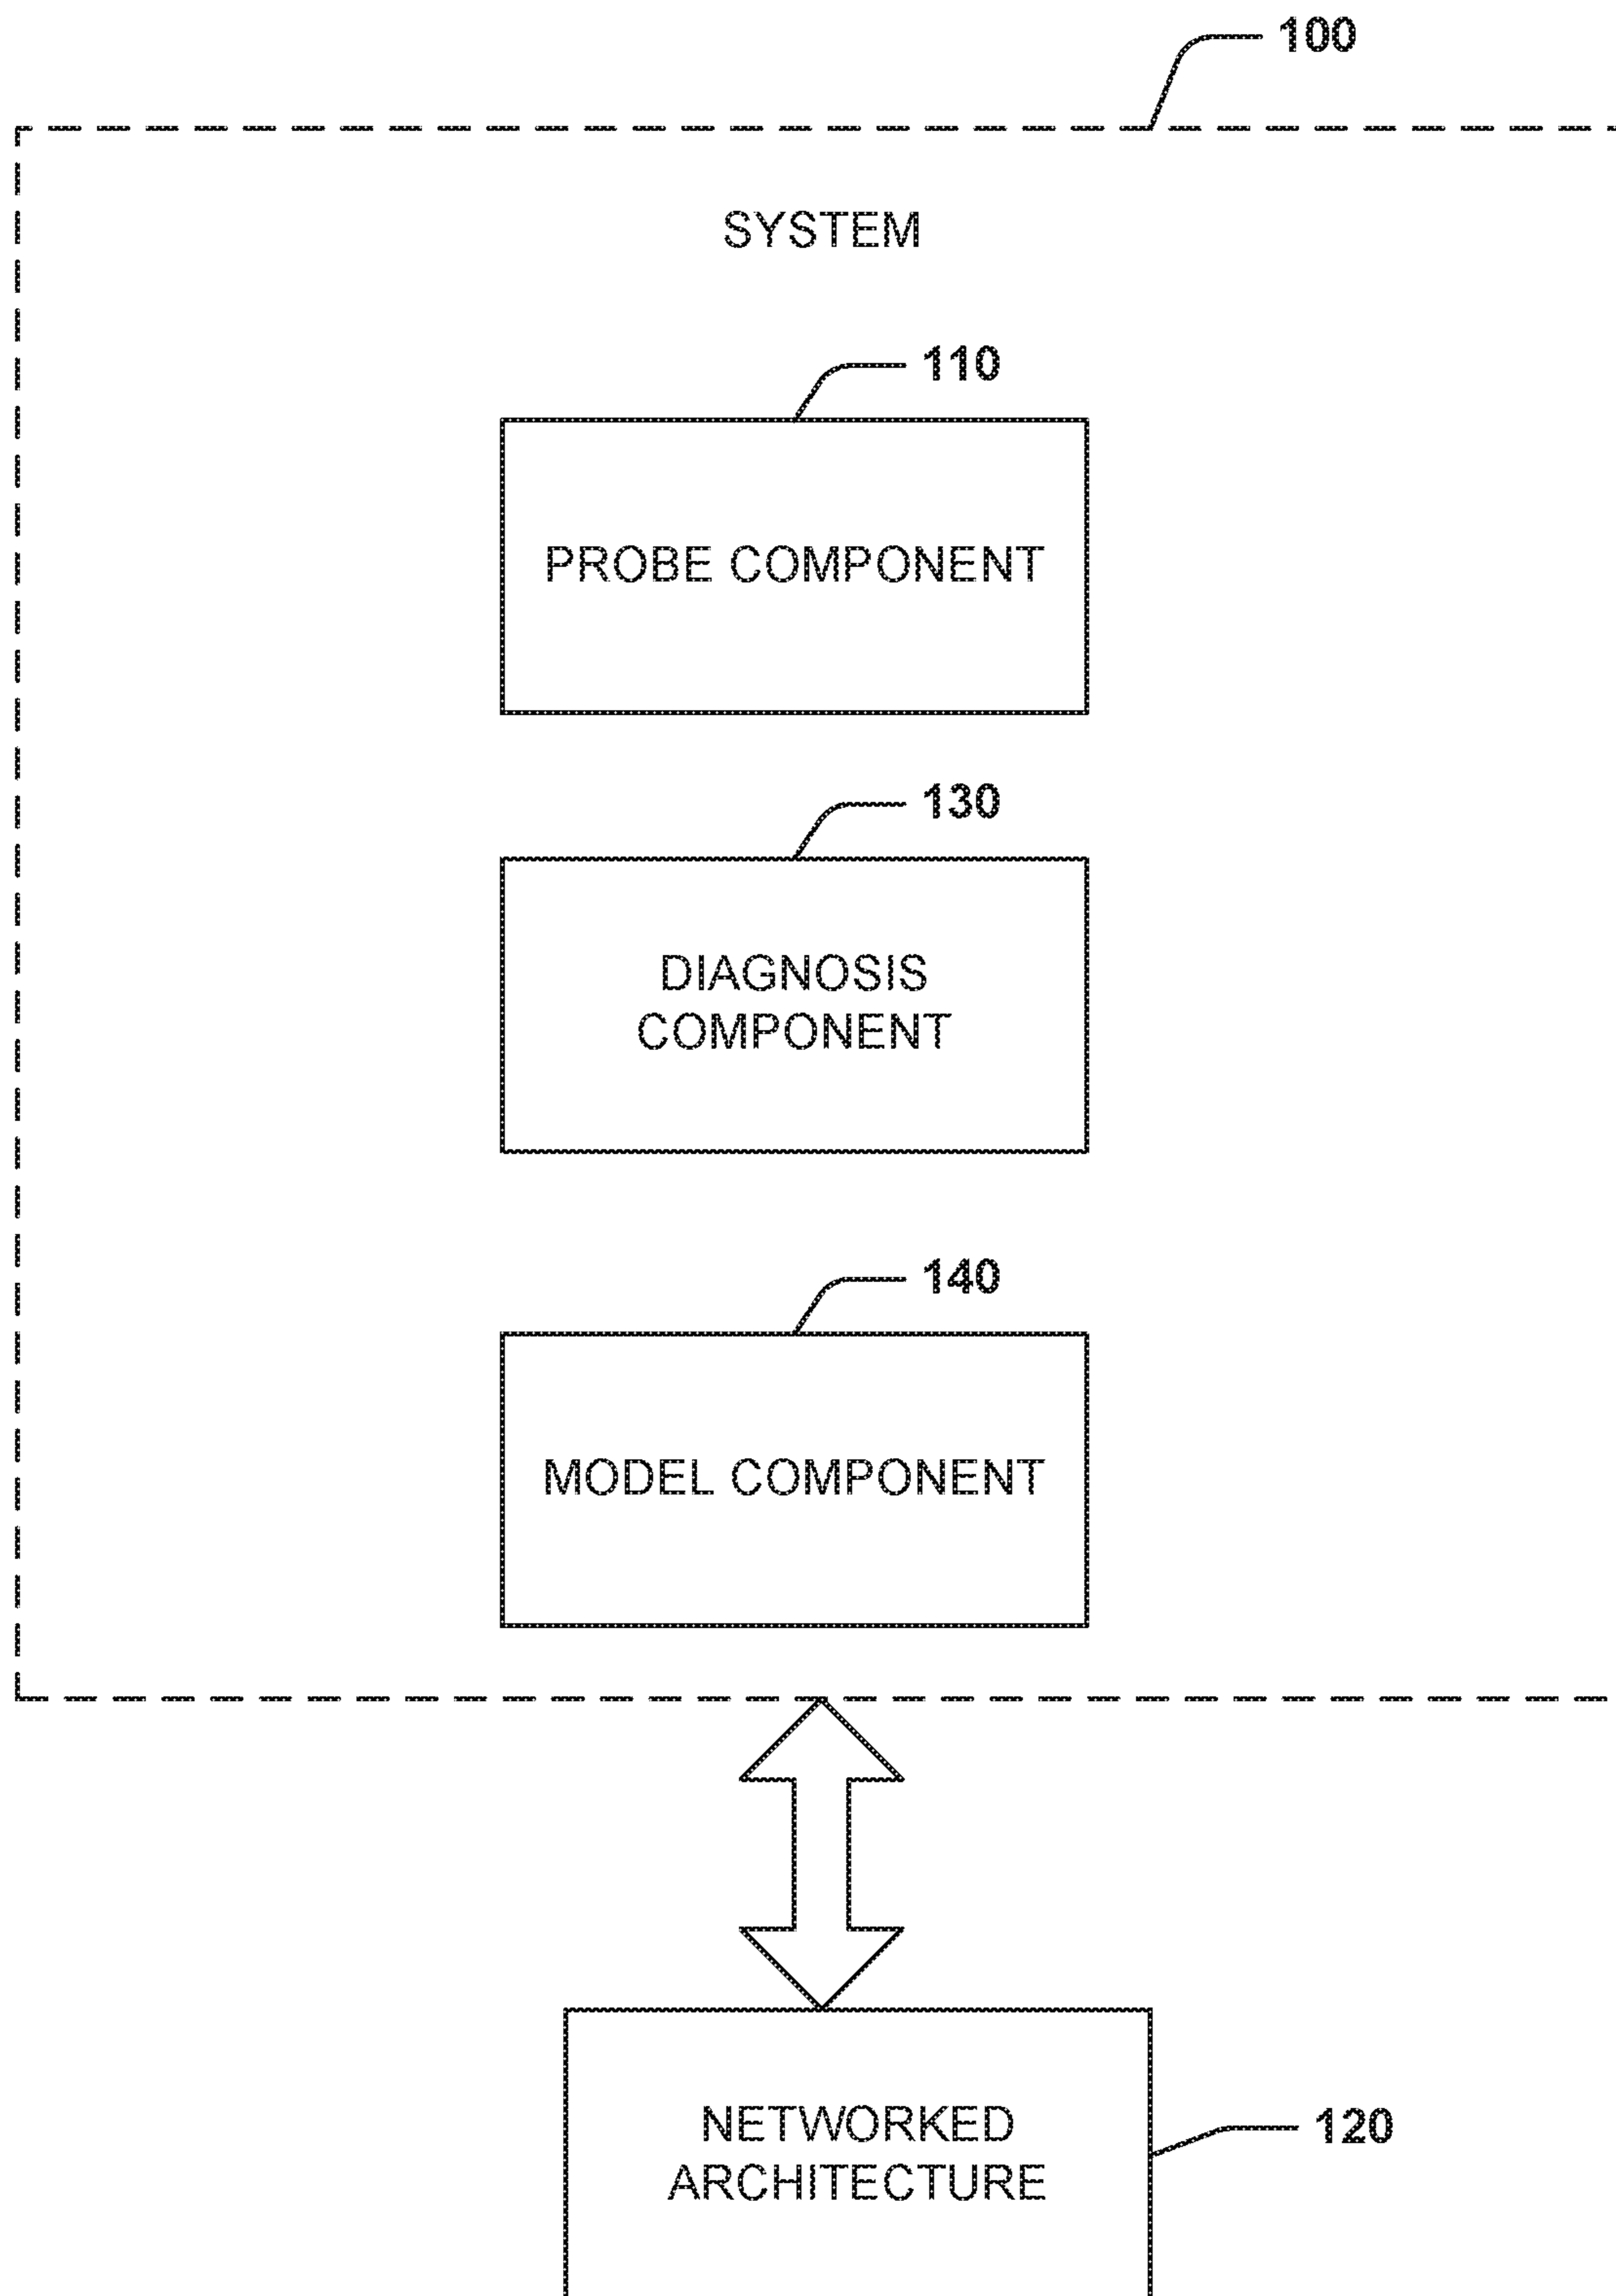 100
SYSTEM
110
PROBE COMPONENT
130
DIAGNOSIS
COMPONENT
140
MODEL COMPONENT
NETWORKED
ARCHITECTURE
120